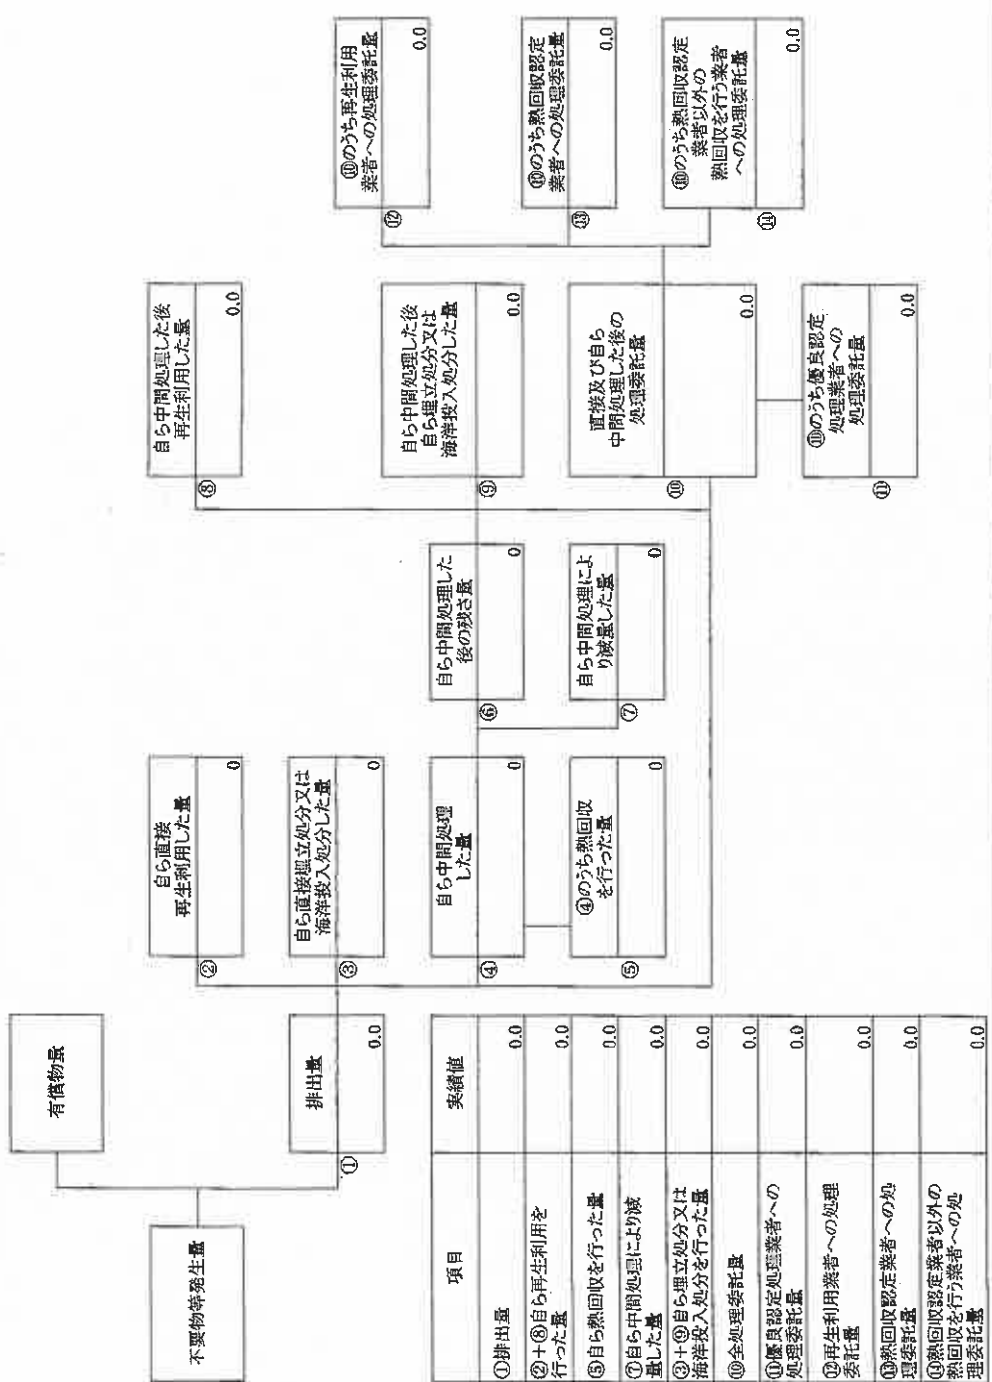 有償物量
不要物等発生量
①
排出量
0.0
②
自ら直接
再生利用した量
0
③
自ら直接埋立処分又は
海洋投入処分した量
0
④
自ら中間処理
した量
0
⑤
④のうち熱回収
を行った量
0
⑥
自ら中間処理した
後の残さ量
0
⑦
自ら中間処理によ
り減量した量
0
⑧
自ら中間処理した後
再生利用した量
0.0
⑨
自ら中間処理した後
自ら埋立処分又は
海洋投入処分した量
0.0
⑩
直接及び自ら
中間処理した後の
処理委託量
0.0
⑪
⑩のうち優良認定
処理業者への
処理委託量
0.0
⑫
⑩のうち再生利用
業者への処理委託量
0.0
⑬
⑩のうち熱回収認定
業者への処理委託量
0.0
⑭
⑩のうち熱回収認定
業者以外の
熱回収を行う業者
への処理委託量
0.0
項目
実績値
①排出量
0.0
②+⑧自ら再生利用を
行った量
0.0
⑤自ら熱回収を行った量
0.0
⑦自ら中間処理により減
量した量
0.0
③+⑨自ら埋立処分又は
海洋投入処分を行った量
0.0
⑩全処理委託量
0.0
⑪優良認定処理業者への
処理委託量
0.0
⑫再生利用業者への処理
委託量
0.0
⑬熱回収認定業者への処
理委託量
0.0
⑭熱回収認定業者以外の
熱回収を行う業者への処
理委託量
0.0